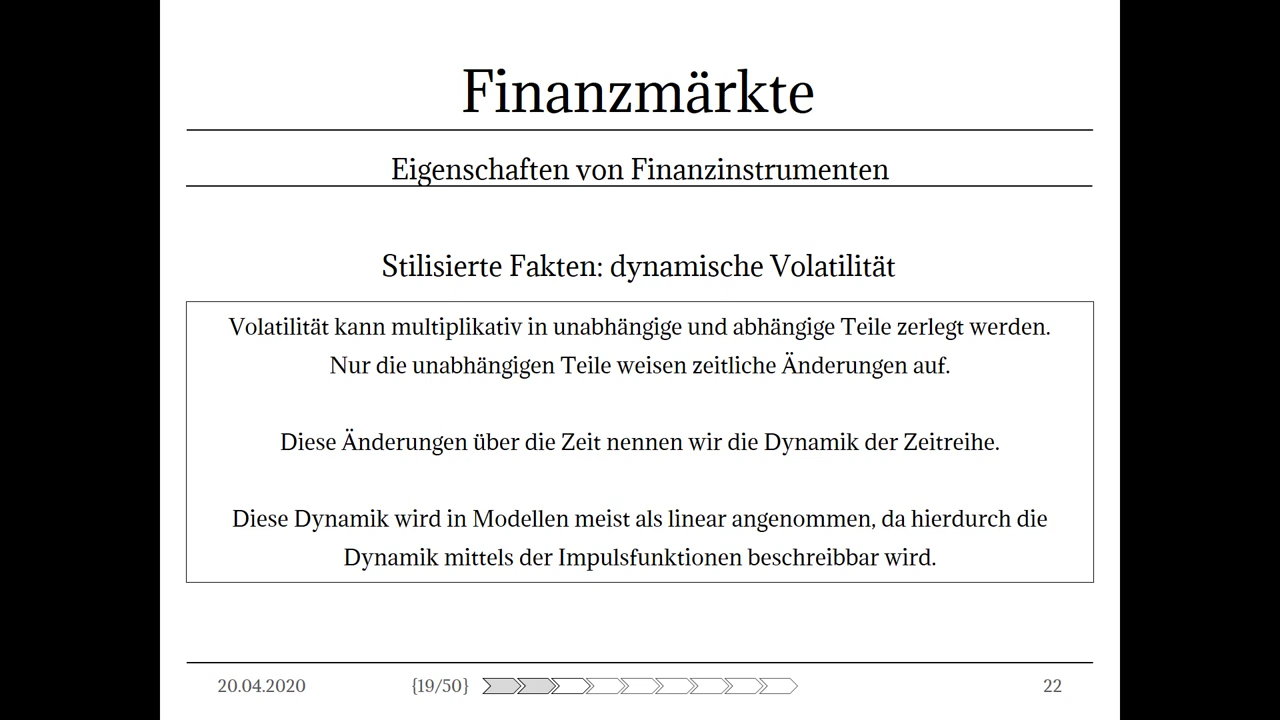 Finanzmärkte
Eigenschaften von Finanzinstrumenten
Stilisierte Fakten: dynamische Volatilität
Volatilität kann multiplikativ in unabhängige und abhängige Teile zerlegt werden.
Nur die unabhängigen Teile weisen zeitliche Änderungen auf.
Diese Änderungen über die Zeit nennen wir die Dynamik der Zeitreihe.
Diese Dynamik wird in Modellen meist als linear angenommen, da hierdurch die
Dynamik mittels der Impulsfunktionen beschreibbar wird.
20.04.2020 {19/50} 22